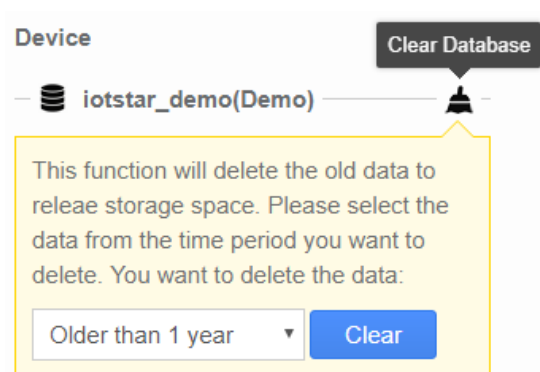 Device
Clear Database
iotstar_demo(Demo)
This function will delete the old data to
releae storage space. Please select the
data from the time period you want to
delete. You want to delete the data:
Older than 1 year
Clear